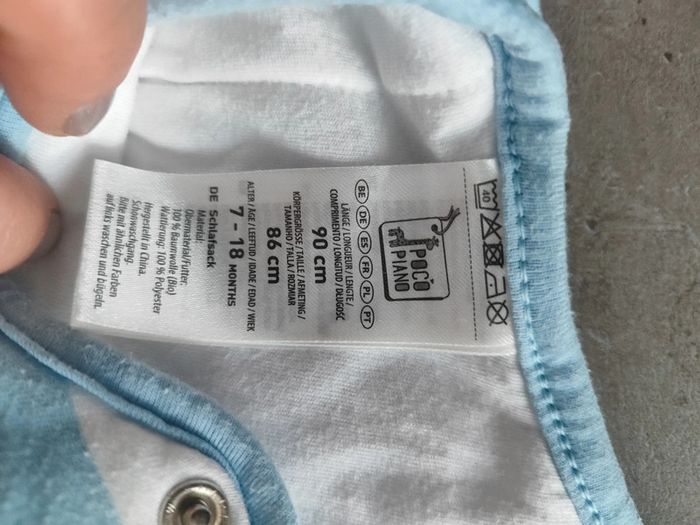 40
POCO
PIANO
BE DE ES FR PL PT
LÄNGE / LONGUEUR / LENGTE /
COMPRIMENTO / LONGITUD / DŁUGOŚĆ
90 cm
KÖRPERGRÖSSE / TAILLE / AFMETING /
TAMANHO / TALLA / ROZMIAR
86 cm
ALTER / ÂGE / LEEFTIJD / IDADE / EDAD / WIEK
7 – 18 MONTHS
DE Schlafsack
Material:
Obermaterial/Futter:
100 % Baumwolle (Bio)
Wattierung: 100 % Polyester
Hergestellt in China.
Schonwaschgang.
Bitte mit ähnlichen Farben
auf links waschen und bügeln.